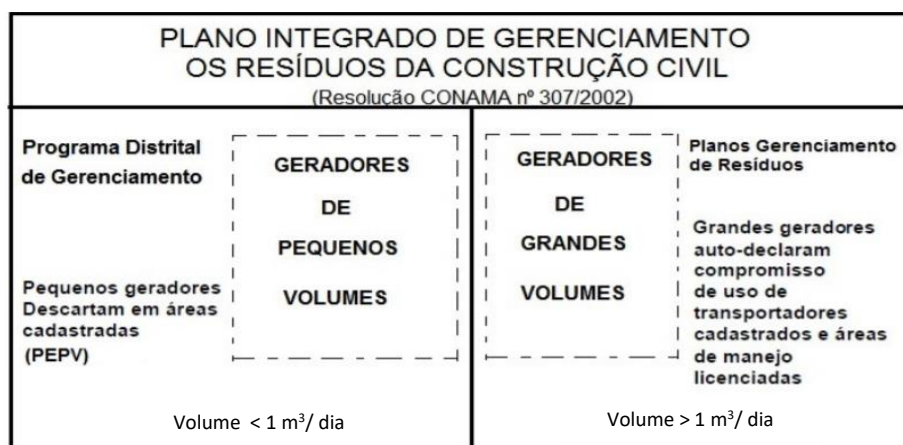 PLANO INTEGRADO DE GERENCIAMENTO
OS RESÍDUOS DA CONSTRUÇÃO CIVIL
(Resolução CONAMA nº 307/2002)
Programa Distrital
de Gerenciamento
Pequenos geradores
Descartam em áreas
cadastradas
(PEPV)
GERADORES
DE
PEQUENOS
VOLUMES
Volume < 1 m³/ dia
GERADORES
DE
GRANDES
VOLUMES
Planos Gerenciamento
de Resíduos
Grandes geradores
auto-declaram
compromisso
de uso de
transportadores
cadastrados e áreas
de manejo
licenciadas
Volume > 1 m³/ dia